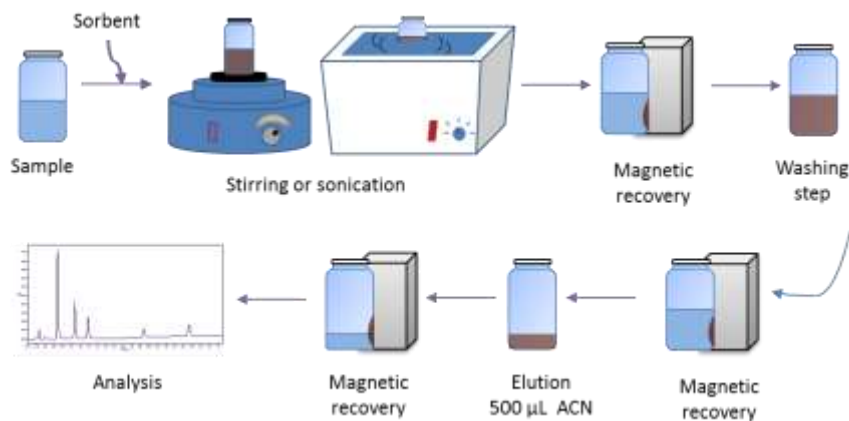 Sorbent
Sample
Stirring or sonication
Magnetic
recovery
Washing
step
Analysis
Magnetic
recovery
Elution
500 µL ACN
Magnetic
recovery